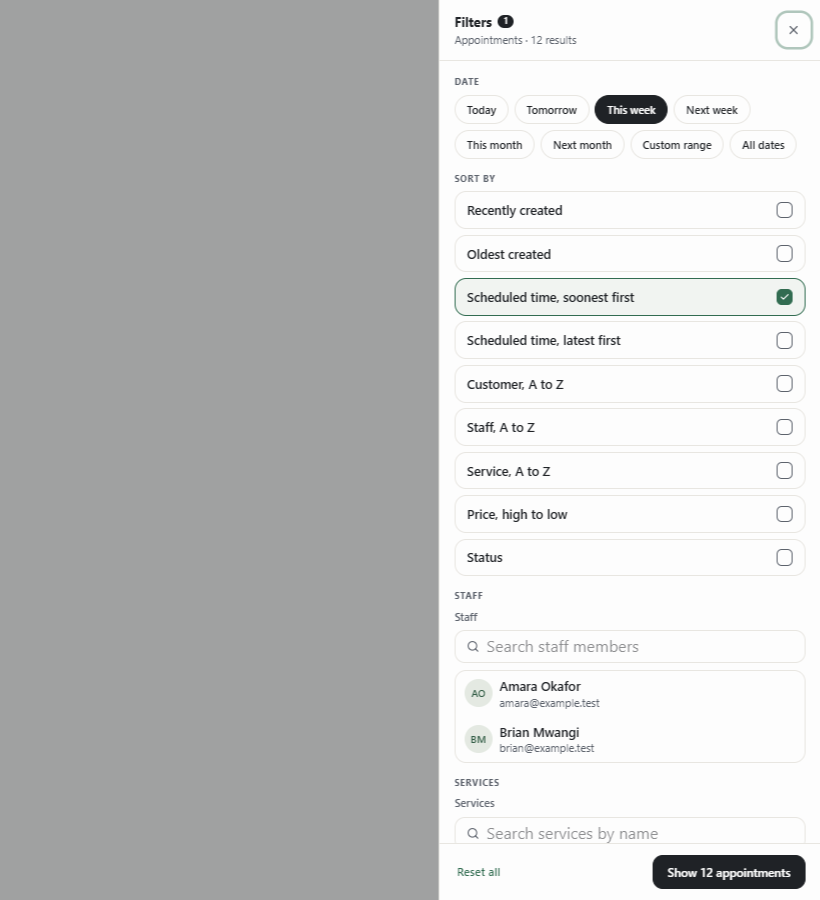 Filters 1
Appointments · 12 results
DATE
Today Tomorrow This week Next week
This month Next month Custom range All dates
SORT BY
Recently created
Oldest created
Scheduled time, soonest first
Scheduled time, latest first
Customer, A to Z
Staff, A to Z
Service, A to Z
Price, high to low
Status
STAFF
Staff
Search staff members
AO Amara Okafor
amara@example.test
BM Brian Mwangi
brian@example.test
SERVICES
Services
Search services by name
Reset all Show 12 appointments